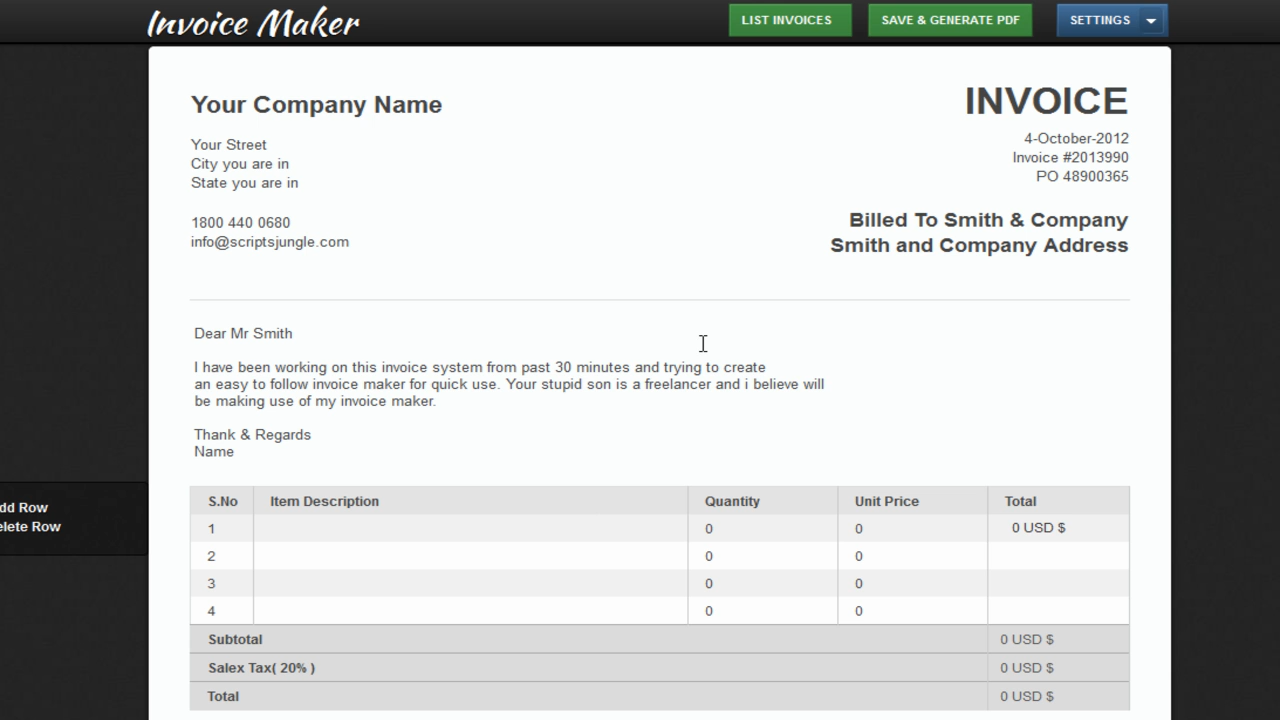 Invoice Maker
LIST INVOICES
SAVE & GENERATE PDF
SETTINGS
Your Company Name
Your Street
City you are in
State you are in
1800 440 0680
info@scriptsjungle.com
INVOICE
4-October-2012
Invoice #2013990
PO 48900365
Billed To Smith & Company
Smith and Company Address
Dear Mr Smith
I have been working on this invoice system from past 30 minutes and trying to create
an easy to follow invoice maker for quick use. Your stupid son is a freelancer and i believe will
be making use of my invoice maker.
Thank & Regards
Name
dd Row
elete Row
S.No Item Description Quantity Unit Price Total
1 0 0 0 USD $
2 0 0
3 0 0
4 0 0
Subtotal 0 USD $
Salex Tax( 20% ) 0 USD $
Total 0 USD $